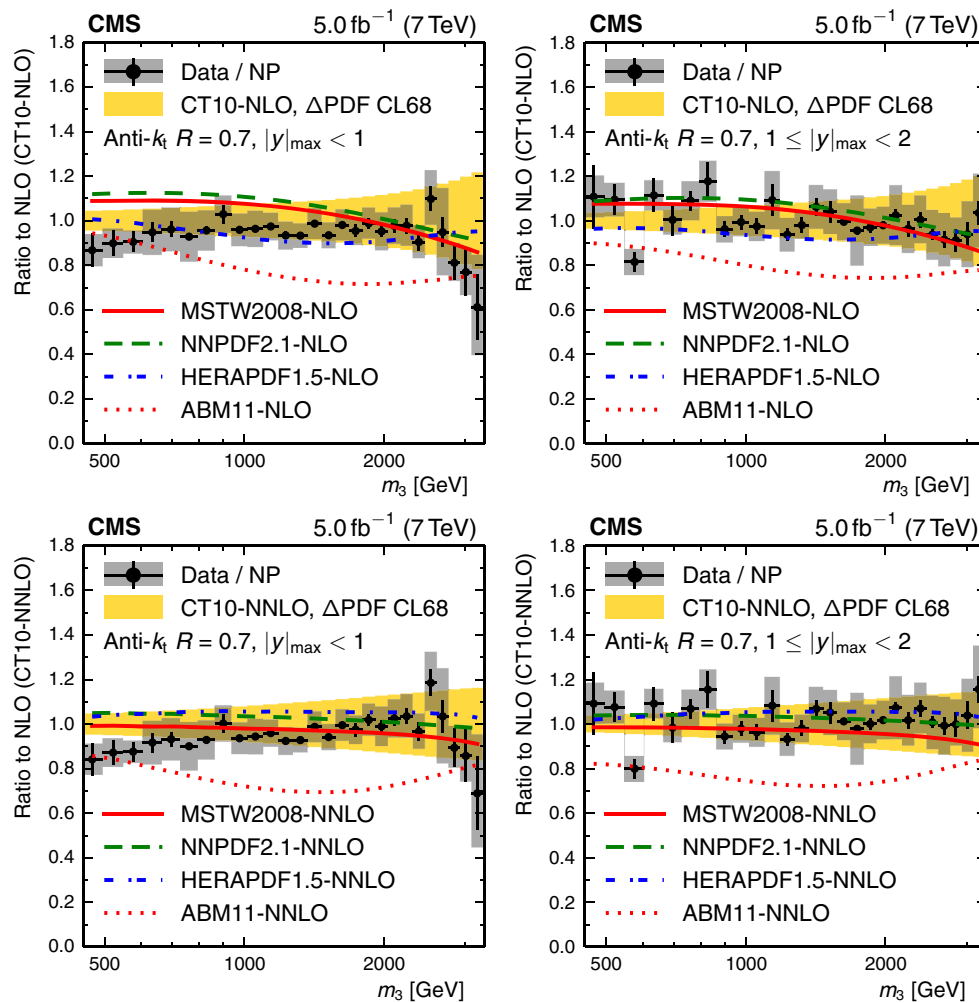 CMS 5.0 fb⁻¹ (7 TeV)
Ratio to NLO (CT10-NLO)
1.8
1.6
1.4
1.2
1.0
0.8
0.6
0.4
0.2
0.0
Data / NP
CT10-NLO, ΔPDF CL68
Anti-kt R = 0.7, |y|max < 1
MSTW2008-NLO
NNPDF2.1-NLO
HERAPDF1.5-NLO
ABM11-NLO
500 1000 2000
m3 [GeV]
CMS 5.0 fb⁻¹ (7 TeV)
Ratio to NLO (CT10-NLO)
1.8
1.6
1.4
1.2
1.0
0.8
0.6
0.4
0.2
0.0
Data / NP
CT10-NLO, ΔPDF CL68
Anti-kt R = 0.7, 1 ≤ |y|max < 2
MSTW2008-NLO
NNPDF2.1-NLO
HERAPDF1.5-NLO
ABM11-NLO
500 1000 2000
m3 [GeV]
CMS 5.0 fb⁻¹ (7 TeV)
Ratio to NLO (CT10-NNLO)
1.8
1.6
1.4
1.2
1.0
0.8
0.6
0.4
0.2
0.0
Data / NP
CT10-NNLO, ΔPDF CL68
Anti-kt R = 0.7, |y|max < 1
MSTW2008-NNLO
NNPDF2.1-NNLO
HERAPDF1.5-NNLO
ABM11-NNLO
500 1000 2000
m3 [GeV]
CMS 5.0 fb⁻¹ (7 TeV)
Ratio to NLO (CT10-NNLO)
1.8
1.6
1.4
1.2
1.0
0.8
0.6
0.4
0.2
0.0
Data / NP
CT10-NNLO, ΔPDF CL68
Anti-kt R = 0.7, 1 ≤ |y|max < 2
MSTW2008-NNLO
NNPDF2.1-NNLO
HERAPDF1.5-NNLO
ABM11-NNLO
500 1000 2000
m3 [GeV]